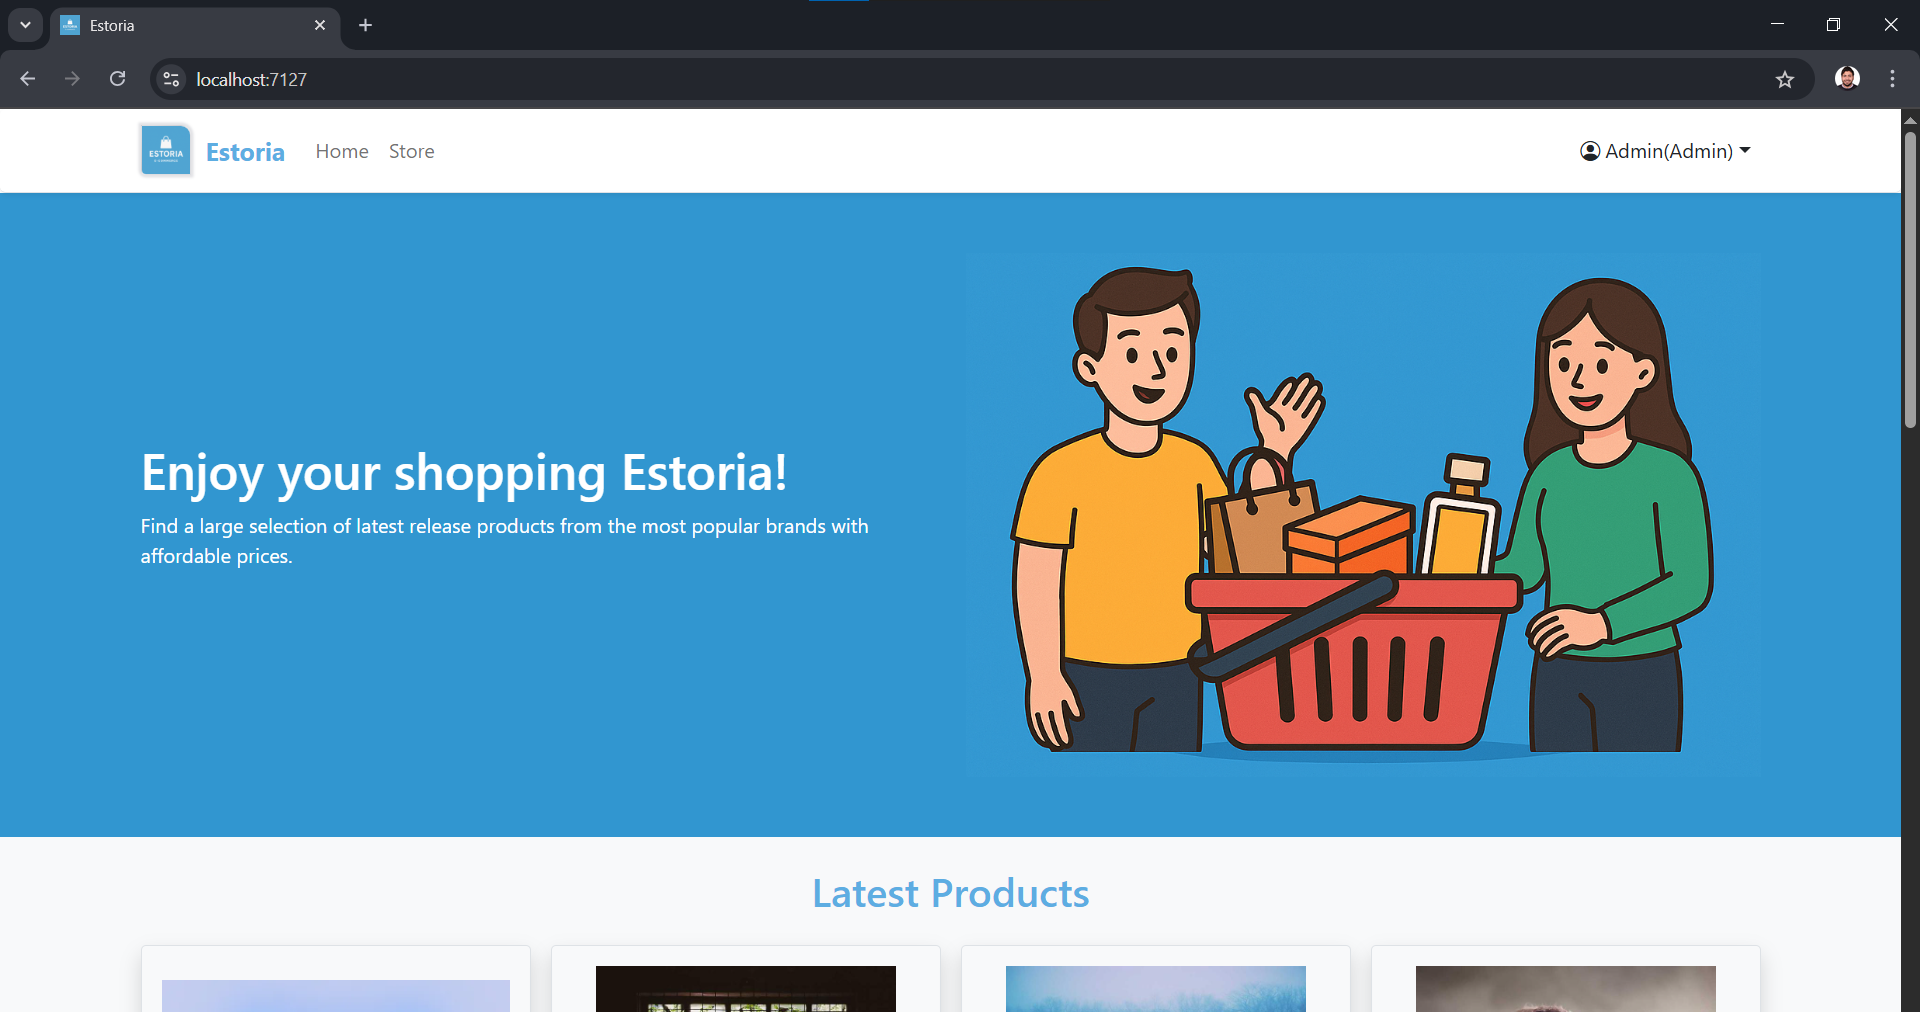 Estoria
localhost:7127
ESTORIA
Estoria
Home
Store
Admin(Admin)
Enjoy your shopping Estoria!
Find a large selection of latest release products from the most popular brands with
affordable prices.
Latest Products